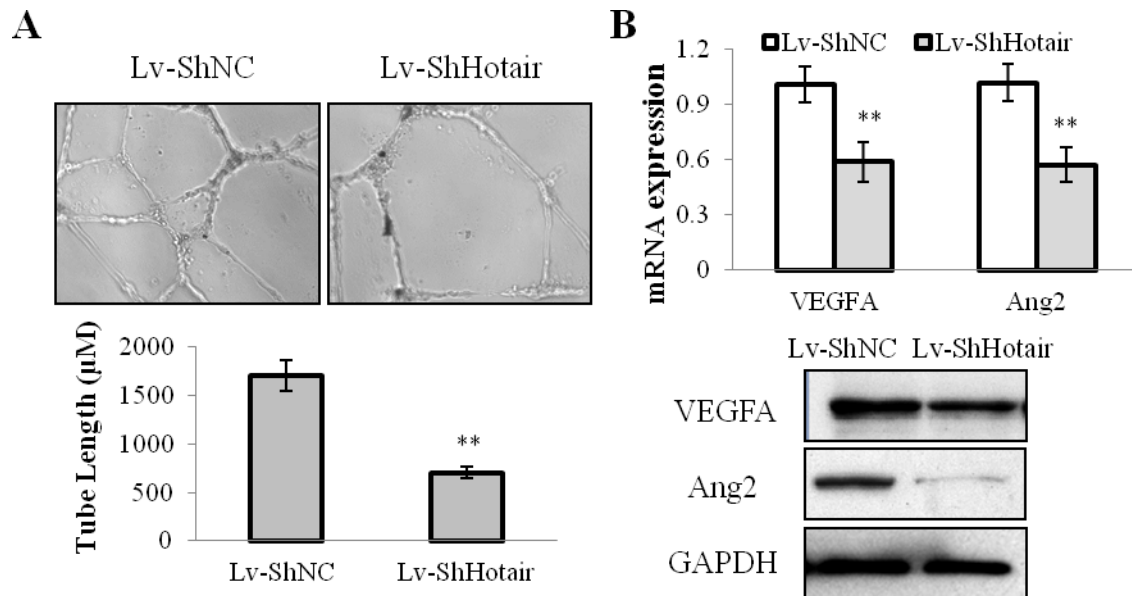 A
Lv-ShNC Lv-ShHotair
Tube Length (µM)
2000
1500
1000
500
0
**
Lv-ShNC Lv-ShHotair
B
Lv-ShNC Lv-ShHotair
mRNA expression
1.2
0.9
0.6
0.3
0
** **
VEGFA Ang2
Lv-ShNC Lv-ShHotair
VEGFA
Ang2
GAPDH